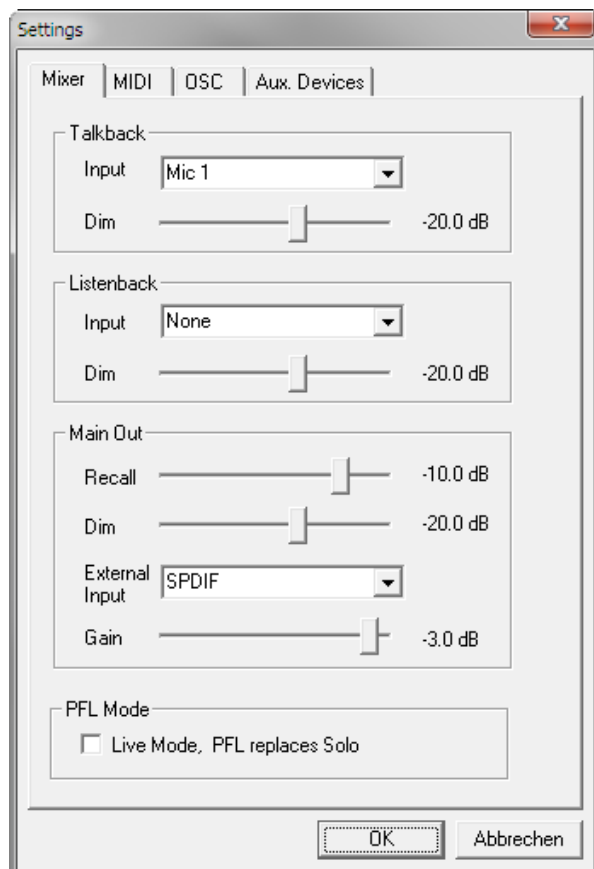 Settings
Mixer MIDI OSC Aux. Devices
Talkback
Input Mic 1
Dim -20.0 dB
Listenback
Input None
Dim -20.0 dB
Main Out
Recall -10.0 dB
Dim -20.0 dB
External Input SPDIF
Gain -3.0 dB
PFL Mode
Live Mode, PFL replaces Solo
OK Abbrechen